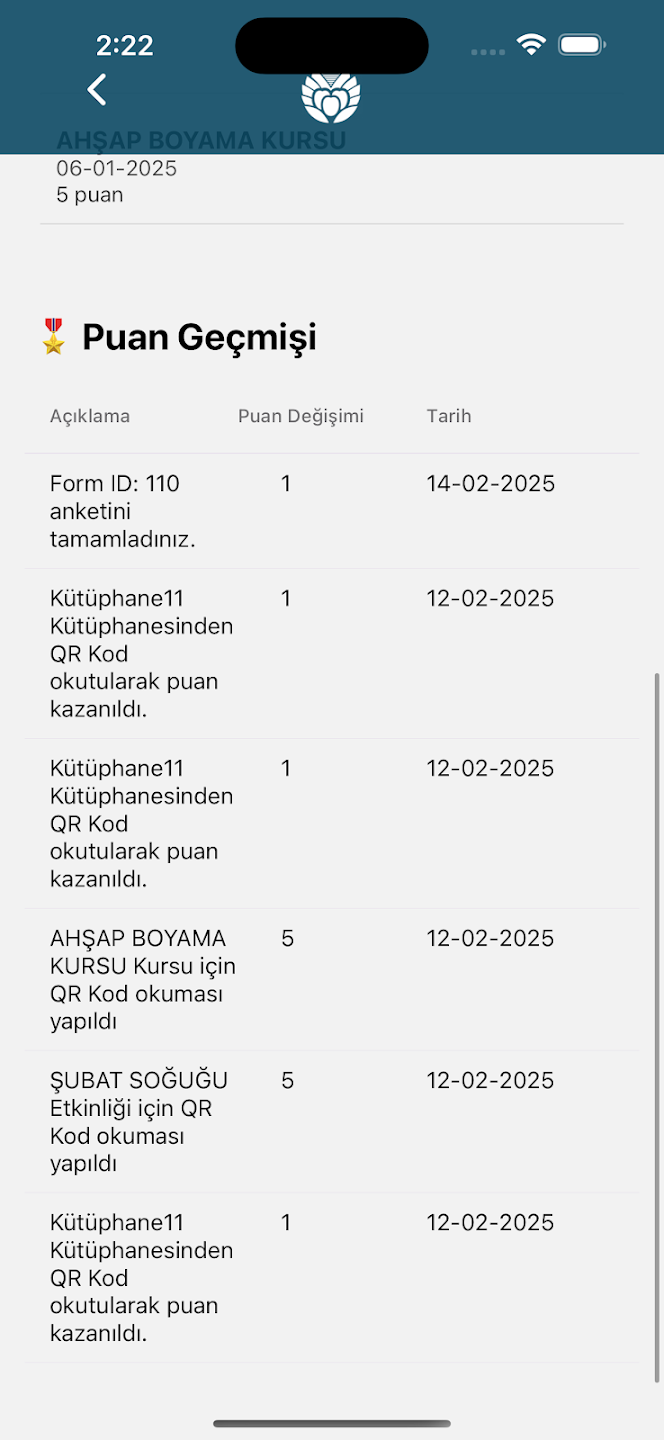 2:22
AHŞAP BOYAMA KURSU
06-01-2025
5 puan
Puan Geçmişi
Açıklama Puan Değişimi Tarih
Form ID: 110 1 14-02-2025
anketini
tamamladınız.
Kütüphane11 1 12-02-2025
Kütüphanesinden
QR Kod
okutularak puan
kazanıldı.
Kütüphane11 1 12-02-2025
Kütüphanesinden
QR Kod
okutularak puan
kazanıldı.
AHŞAP BOYAMA 5 12-02-2025
KURSU Kursu için
QR Kod okuması
yapıldı
ŞUBAT SOĞUĞU 5 12-02-2025
Etkinliği için QR
Kod okuması
yapıldı
Kütüphane11 1 12-02-2025
Kütüphanesinden
QR Kod
okutularak puan
kazanıldı.